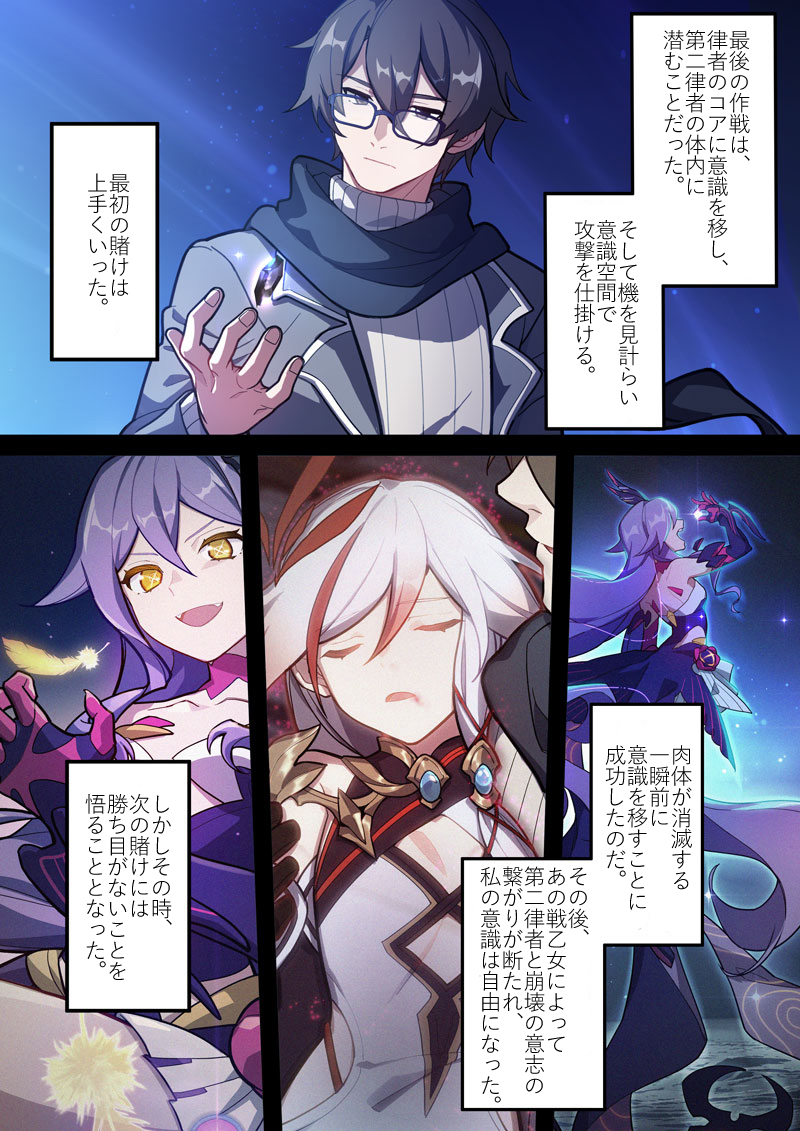 最後の作戦は、
律者のコアに意識を移し、
第二律者の体内に
潜むことだった。
そして機を見計らい
意識空間で
攻撃を仕掛ける。
最初の賭けは
上手くいった。
肉体が消滅する
一瞬前に
意識を移すことに
成功したのだ。
その後、
あの戦乙女によって
第二律者と崩壊の意志の
繋がりが断たれ、
私の意識は自由になった。
しかしその時、
次の賭けには
勝ち目がないことを
悟ることとなった。